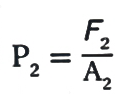 P₂ = F₂/A₂